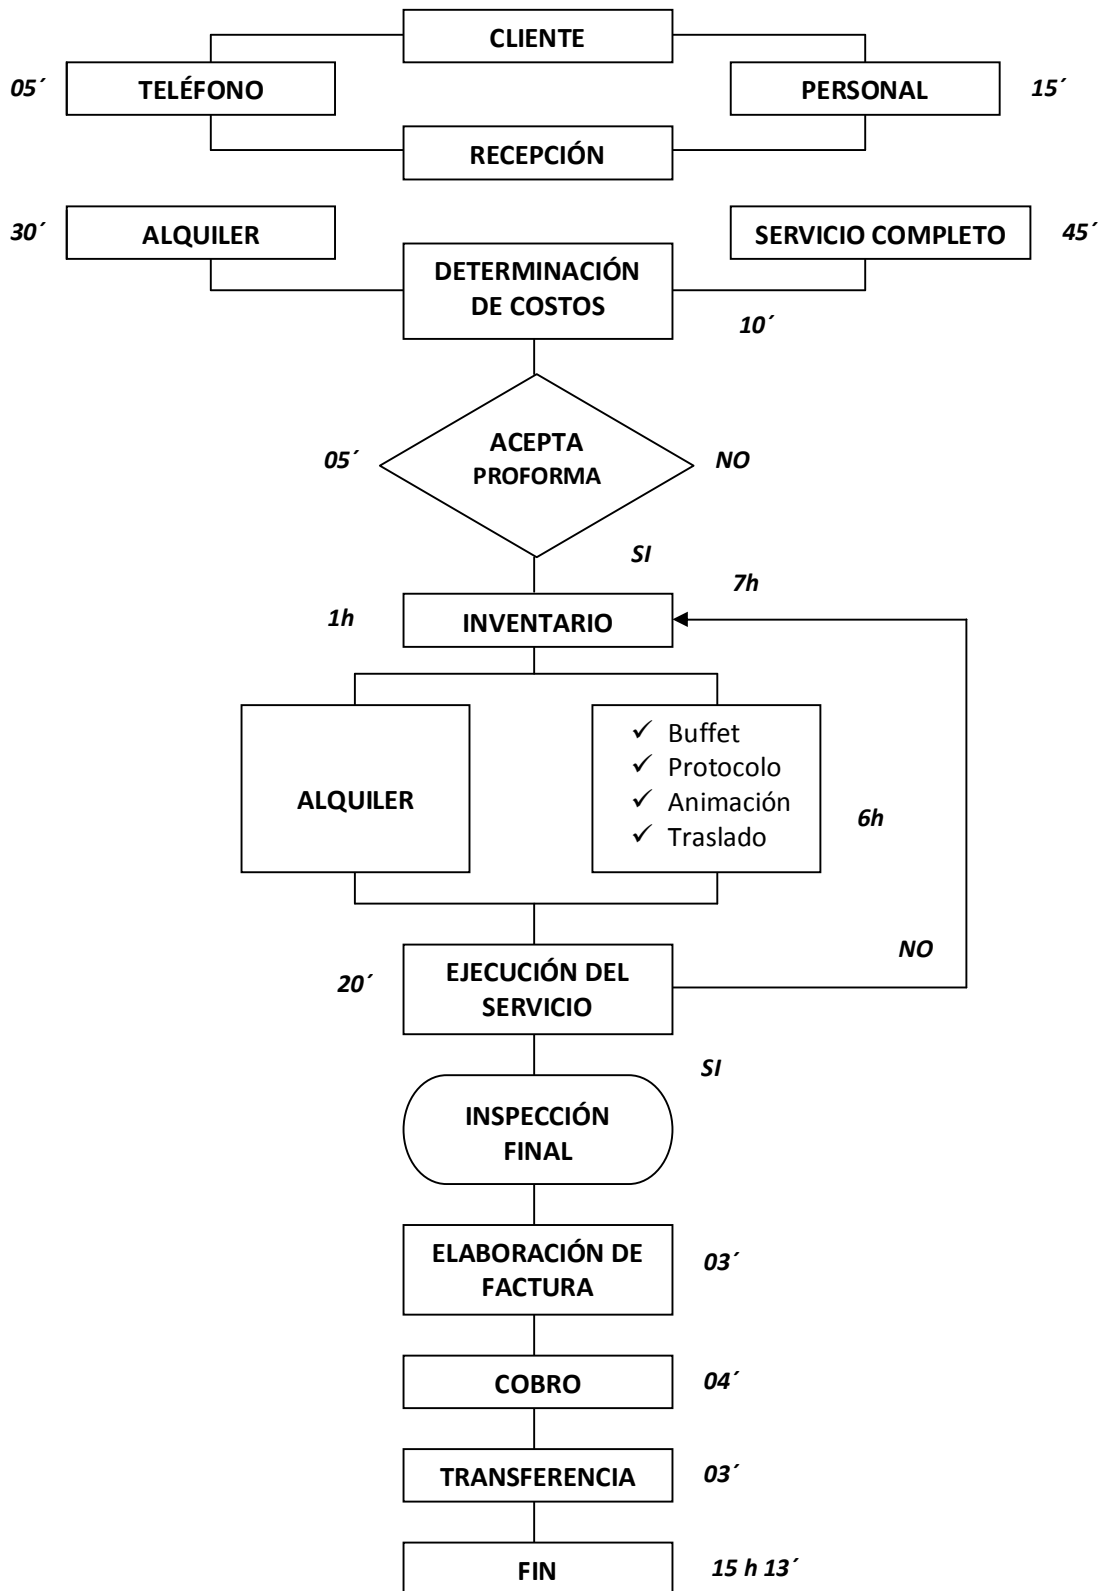 CLIENTE
05´
TELÉFONO
PERSONAL
15´
RECEPCIÓN
30´
ALQUILER
SERVICIO COMPLETO
45´
DETERMINACIÓN
DE COSTOS
10´
ACEPTA
PROFORMA
05´
NO
SI
7h
1h
INVENTARIO
ALQUILER
✓ Buffet
✓ Protocolo
✓ Animación
✓ Traslado
6h
NO
20´
EJECUCIÓN DEL
SERVICIO
SI
INSPECCIÓN
FINAL
ELABORACIÓN DE
FACTURA
03´
COBRO
04´
TRANSFERENCIA
03´
FIN
15 h 13´